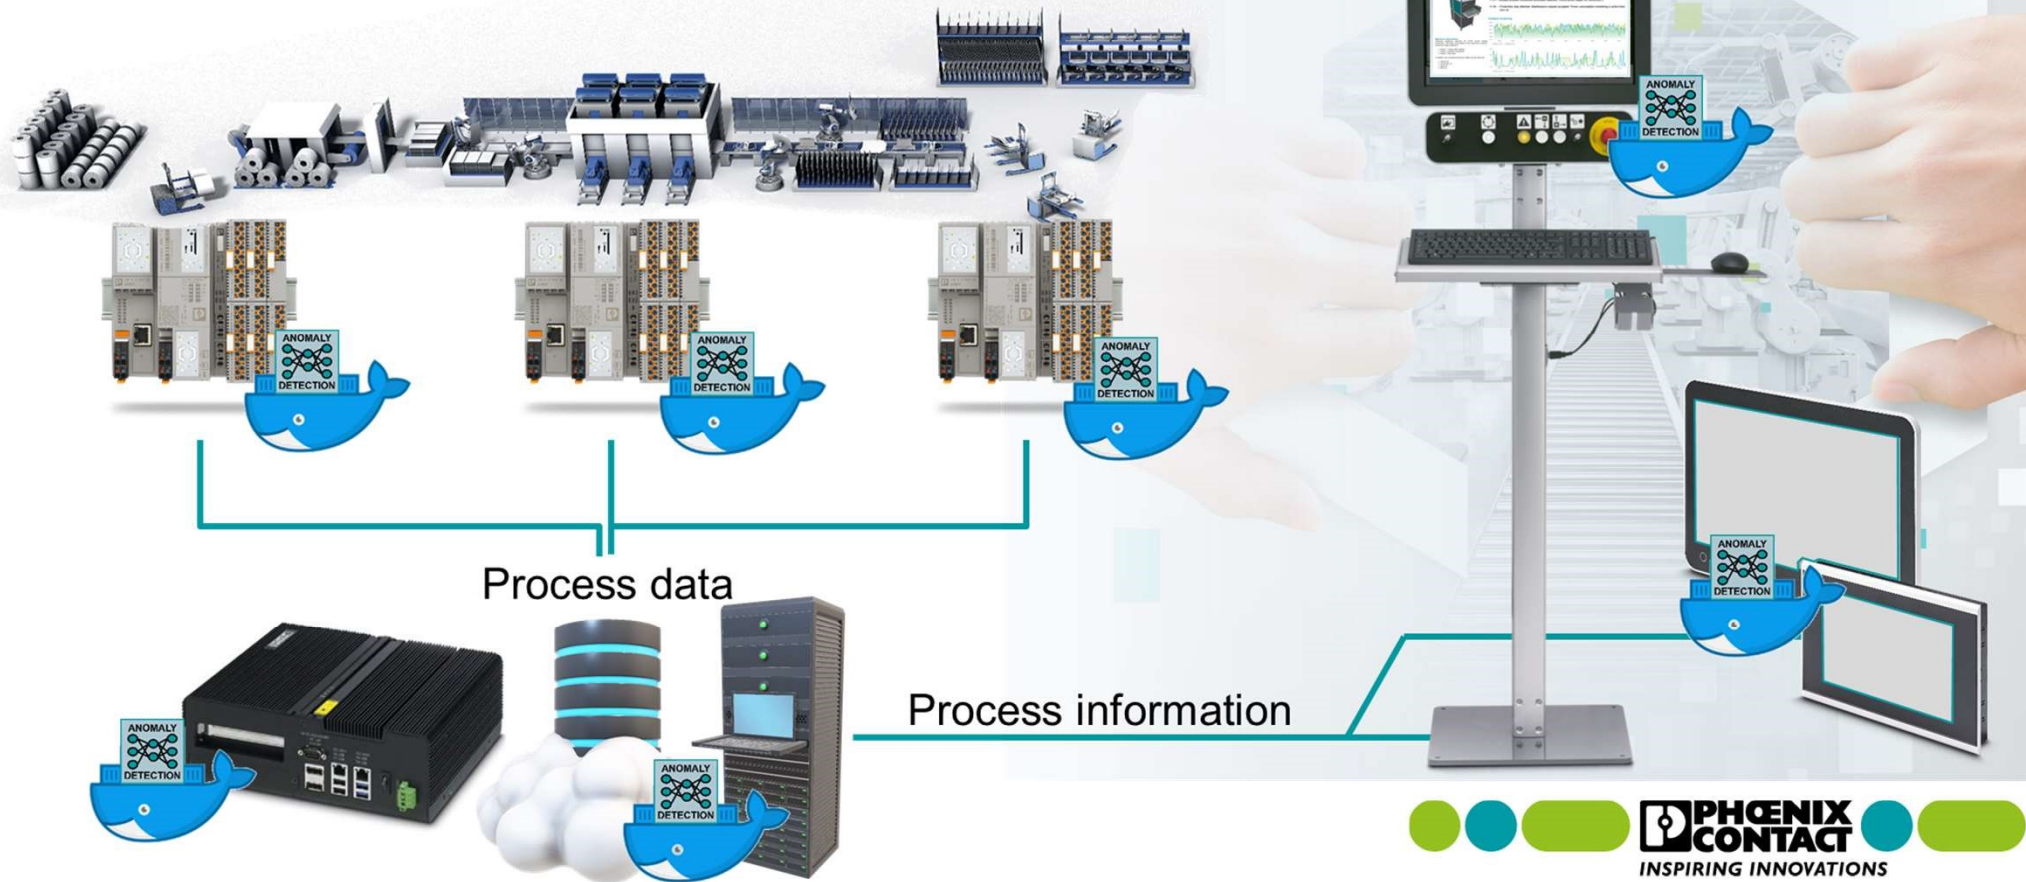 ANOMALY
DETECTION
ANOMALY
DETECTION
ANOMALY
DETECTION
ANOMALY
DETECTION
Process data
ANOMALY
DETECTION
Process information
ANOMALY
DETECTION
ANOMALY
DETECTION
PHŒNIX
CONTACT
INSPIRING INNOVATIONS